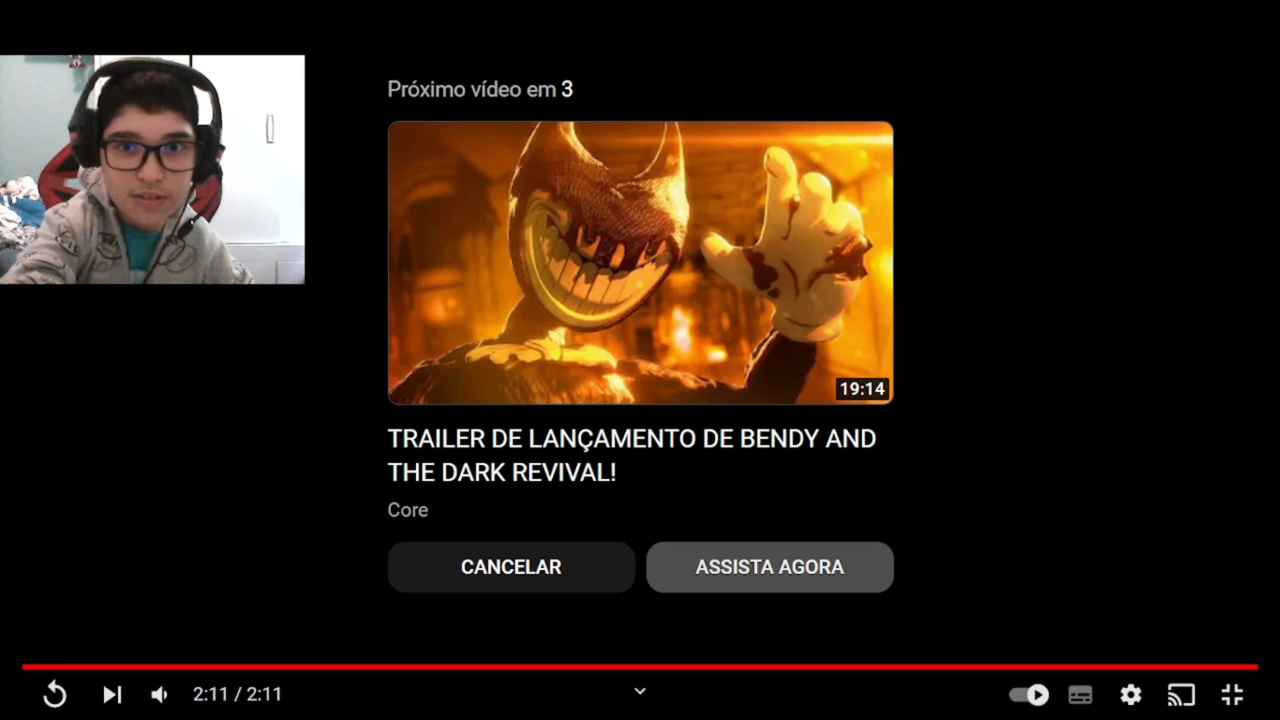 Próximo vídeo em 3
19:14
TRAILER DE LANÇAMENTO DE BENDY AND
THE DARK REVIVAL!
Core
CANCELAR
ASSISTA AGORA
2:11 / 2:11